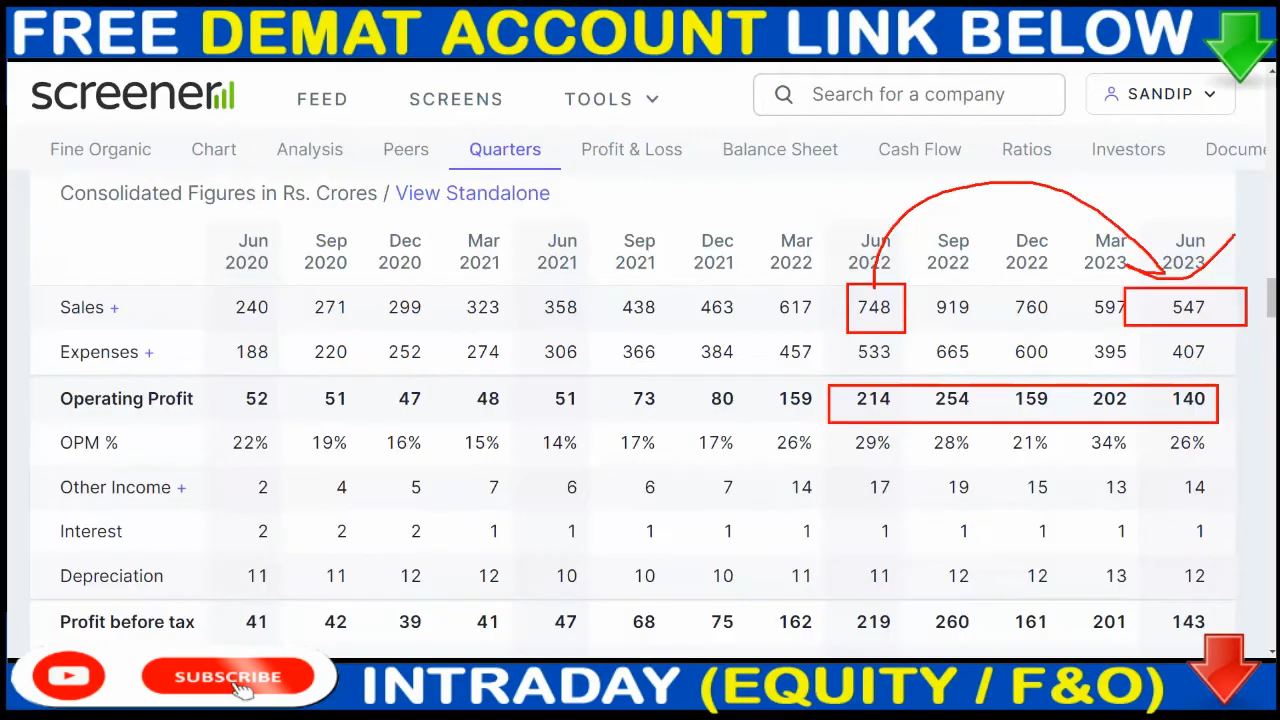 FREE DEMAT ACCOUNT LINK BELOW
screener FEED SCREENS TOOLS Search for a company SANDIP
Fine Organic Chart Analysis Peers Quarters Profit & Loss Balance Sheet Cash Flow Ratios Investors Docume
Consolidated Figures in Rs. Crores / View Standalone
Jun Sep Dec Mar Jun Sep Dec Mar Jun Sep Dec Mar Jun
2020 2020 2020 2021 2021 2021 2021 2022 2022 2022 2022 2023 2023
Sales + 240 271 299 323 358 438 463 617 748 919 760 597 547
Expenses + 188 220 252 274 306 366 384 457 533 665 600 395 407
Operating Profit 52 51 47 48 51 73 80 159 214 254 159 202 140
OPM % 22% 19% 16% 15% 14% 17% 17% 26% 29% 28% 21% 34% 26%
Other Income + 2 4 5 7 6 6 7 14 17 19 15 13 14
Interest 2 2 2 1 1 1 1 1 1 1 1 1 1
Depreciation 11 11 12 12 10 10 10 11 11 12 12 13 12
Profit before tax 41 42 39 41 47 68 75 162 219 260 161 201 143
SUBSCRIBE
INTRADAY (EQUITY / F&O)